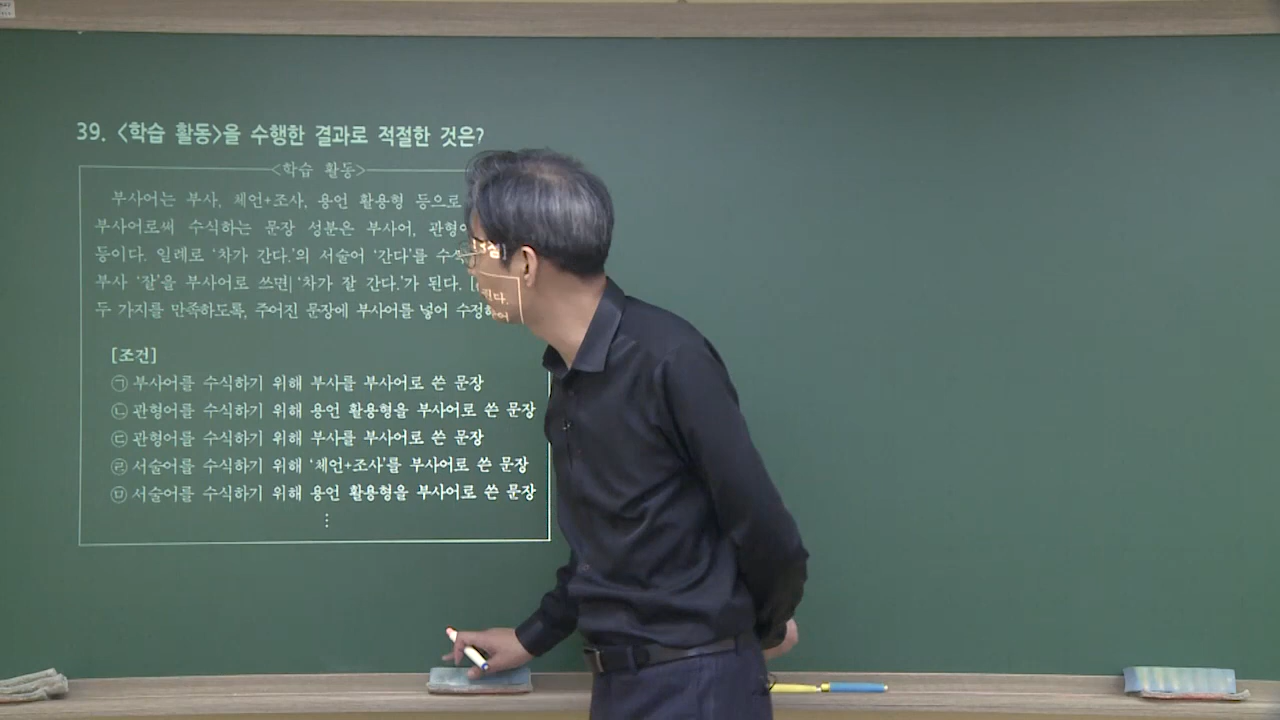 39. <학습 활동>을 수행한 결과로 적절한 것은?
<학습 활동>
부사어는 부사, 체언+조사, 용언 활용형 등으로
부사어로써 수식하는 문장 성분은 부사어,
등이다. 일례로 '차가 간다.'의 서술어 '간다'를
부사 '잘'을 부사어로 쓰면 '차가 잘 간다.'가 된다.
두 가지를 만족하도록, 주어진 문장에 부사어를 넣어
[조건]
㉠ 부사어를 수식하기 위해 부사를 부사어로 쓴 문장
㉡ 관형어를 수식하기 위해 용언 활용형을 부사어로 쓴 문장
㉢ 관형어를 수식하기 위해 부사를 부사어로 쓴 문장
㉣ 서술어를 수식하기 위해 '체언+조사'를 부사어로 쓴 문장
㉤ 서술어를 수식하기 위해 용언 활용형을 부사어로 쓴 문장
⋮